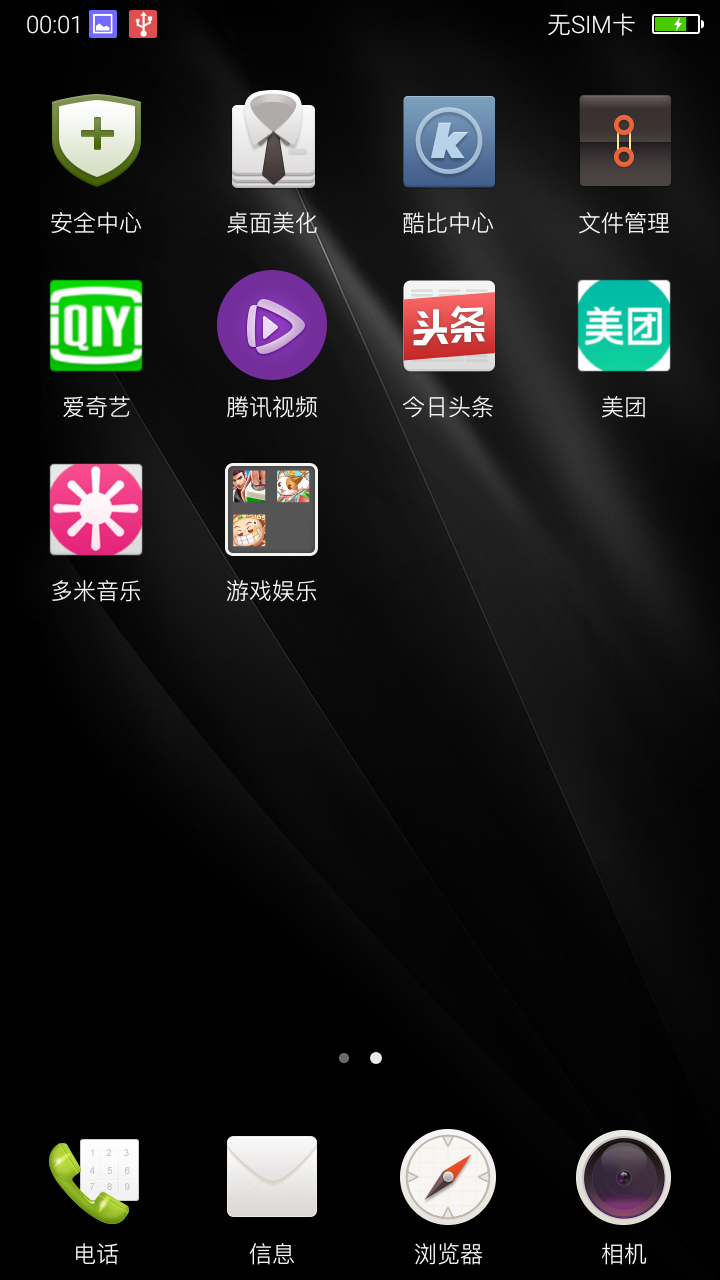 00:01 无SIM卡
安全中心 桌面美化 酷比中心 文件管理
QIY 头条 美团
爱奇艺 腾讯视频 今日头条 美团
多米音乐 游戏娱乐
1 2 3
4 5 6
7 8 9
电话 信息 浏览器 相机